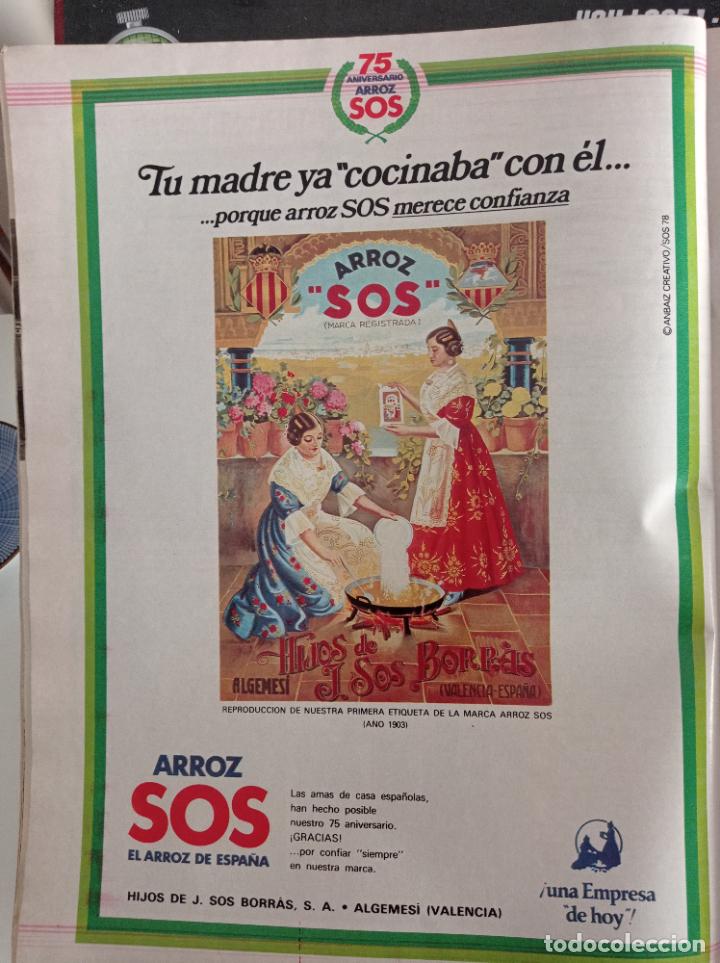 75
ANIVERSARIO
ARROZ
SOS
Tu madre ya "cocinaba" con él...
...porque arroz SOS merece confianza
© ANBAIZ CREATIVO/SOS 78
ARROZ
"SOS"
(MARCA REGISTRADA)
Hijos de
J. Sos Borràs
ALGEMESÍ
(VALENCIA-ESPAÑA)
REPRODUCCION DE NUESTRA PRIMERA ETIQUETA DE LA MARCA ARROZ SOS
(AÑO 1903)
ARROZ
SOS
EL ARROZ DE ESPAÑA
Las amas de casa españolas,
han hecho posible
nuestro 75 aniversario.
¡GRACIAS!
...por confiar "siempre"
en nuestra marca.
HIJOS DE J. SOS BORRÀS, S. A. • ALGEMESÍ (VALENCIA)
¡una Empresa
"de hoy"!
todocoleccion